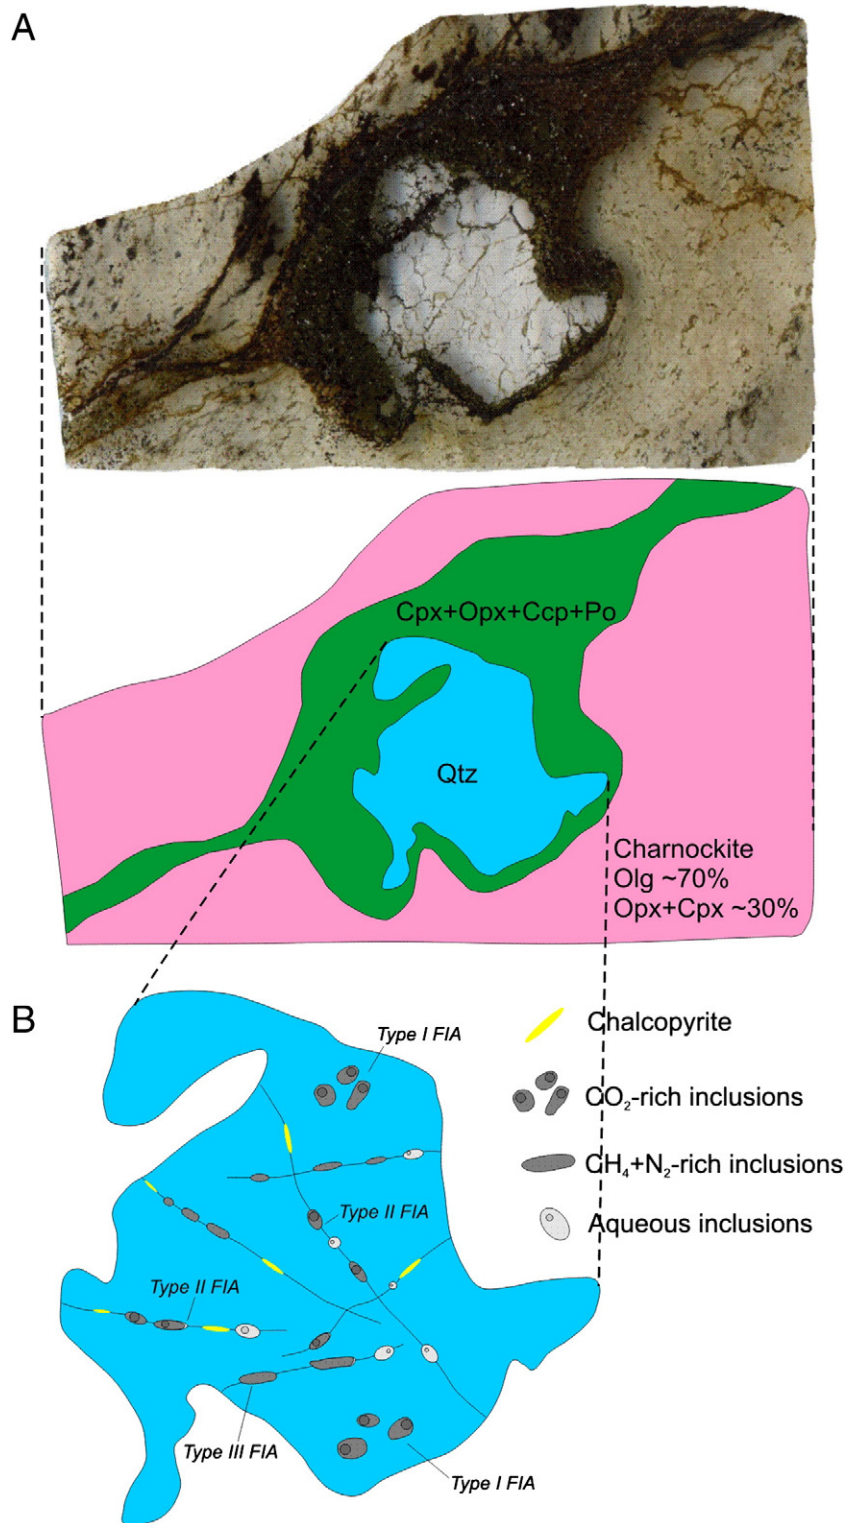 A
Cpx+Opx+Ccp+Po
Qtz
Charnockite
Olg ~70%
Opx+Cpx ~30%
B
Type I FIA
Chalcopyrite
CO₂-rich inclusions
CH₄+N₂-rich inclusions
Type II FIA
Aqueous inclusions
Type II FIA
Type III FIA
Type I FIA